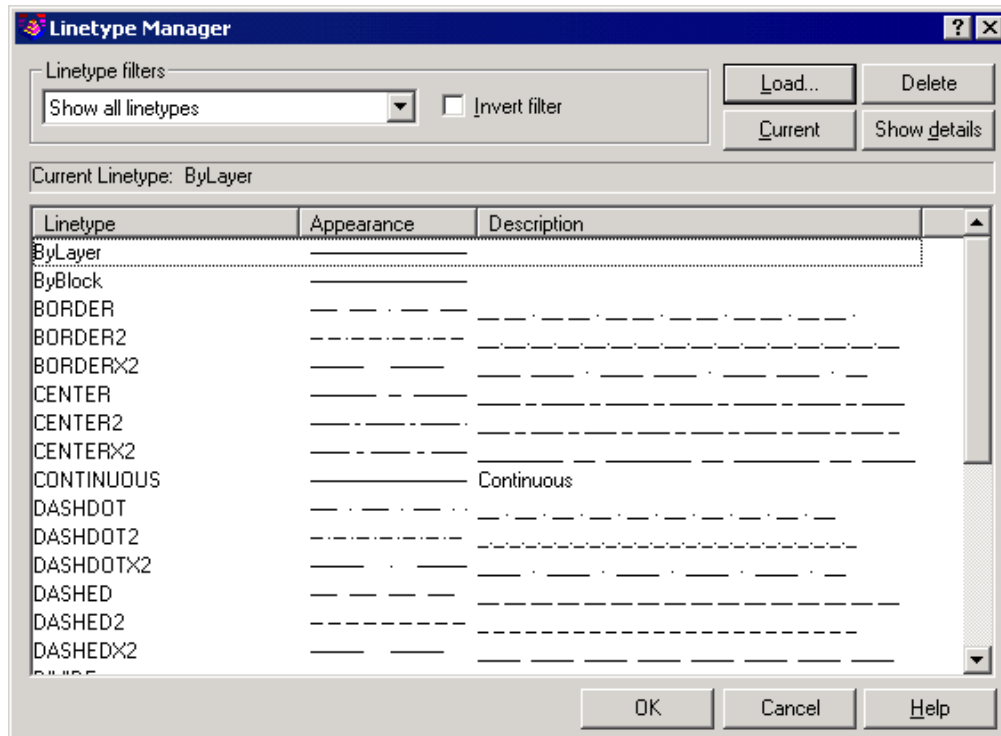 Linetype Manager
Linetype filters
Show all linetypes
Invert filter
Load...
Delete
Current
Show details
Current Linetype: ByLayer
Linetype Appearance Description
ByLayer
ByBlock
BORDER
BORDER2
BORDERX2
CENTER
CENTER2
CENTERX2
CONTINUOUS Continuous
DASHDOT
DASHDOT2
DASHDOTX2
DASHED
DASHED2
DASHEDX2
OK Cancel Help